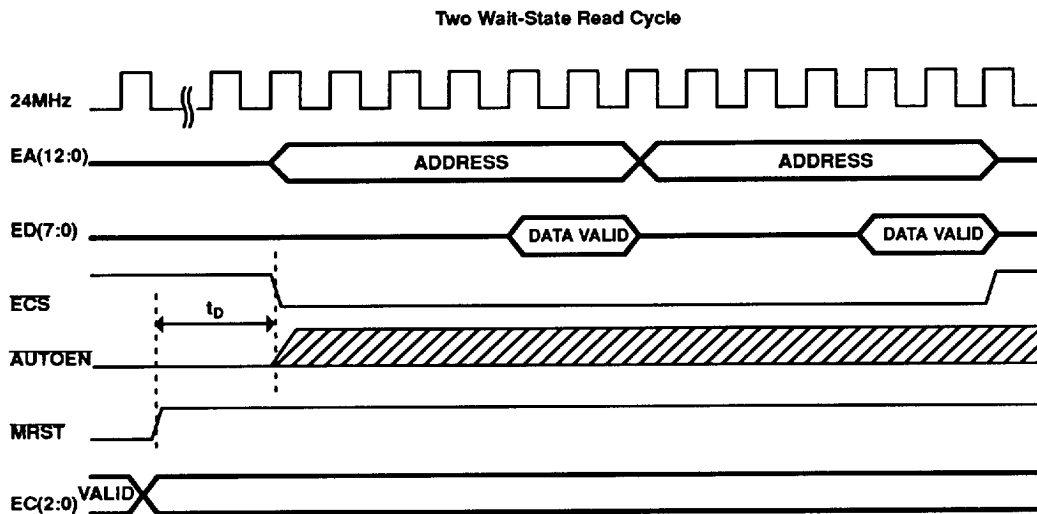 Two Wait-State Read Cycle
24MHz
EA(12:0) ADDRESS ADDRESS
ED(7:0) DATA VALID DATA VALID
ECS
tD
AUTOEN
MRST
EC(2:0) VALID